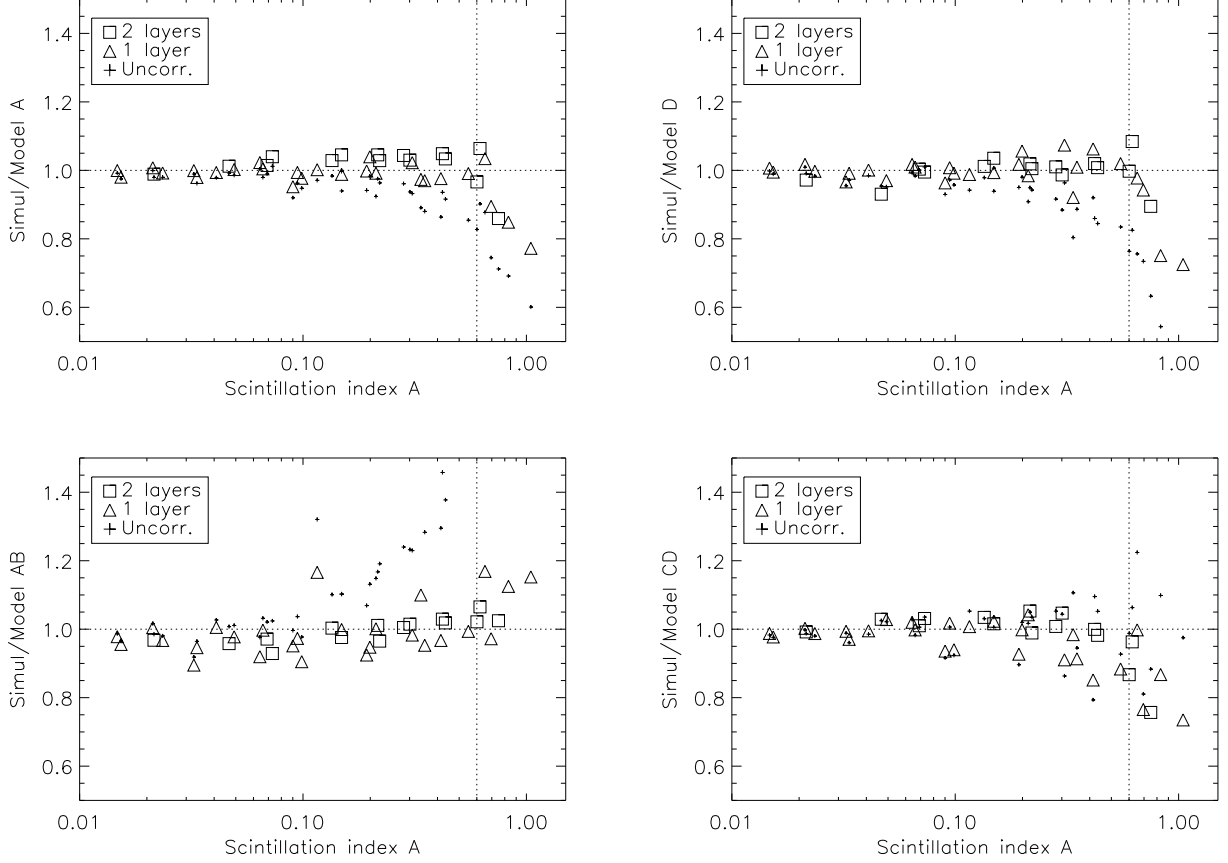 1.4
1.2
1.0
0.8
0.6
Simul/Model A
2 layers
1 layer
Uncorr.
0.01
0.10
1.00
Scintillation index A
1.4
1.2
1.0
0.8
0.6
Simul/Model D
2 layers
1 layer
Uncorr.
0.01
0.10
1.00
Scintillation index A
1.4
1.2
1.0
0.8
0.6
Simul/Model AB
2 layers
1 layer
Uncorr.
0.01
0.10
1.00
Scintillation index A
1.4
1.2
1.0
0.8
0.6
Simul/Model CD
2 layers
1 layer
Uncorr.
0.01
0.10
1.00
Scintillation index A